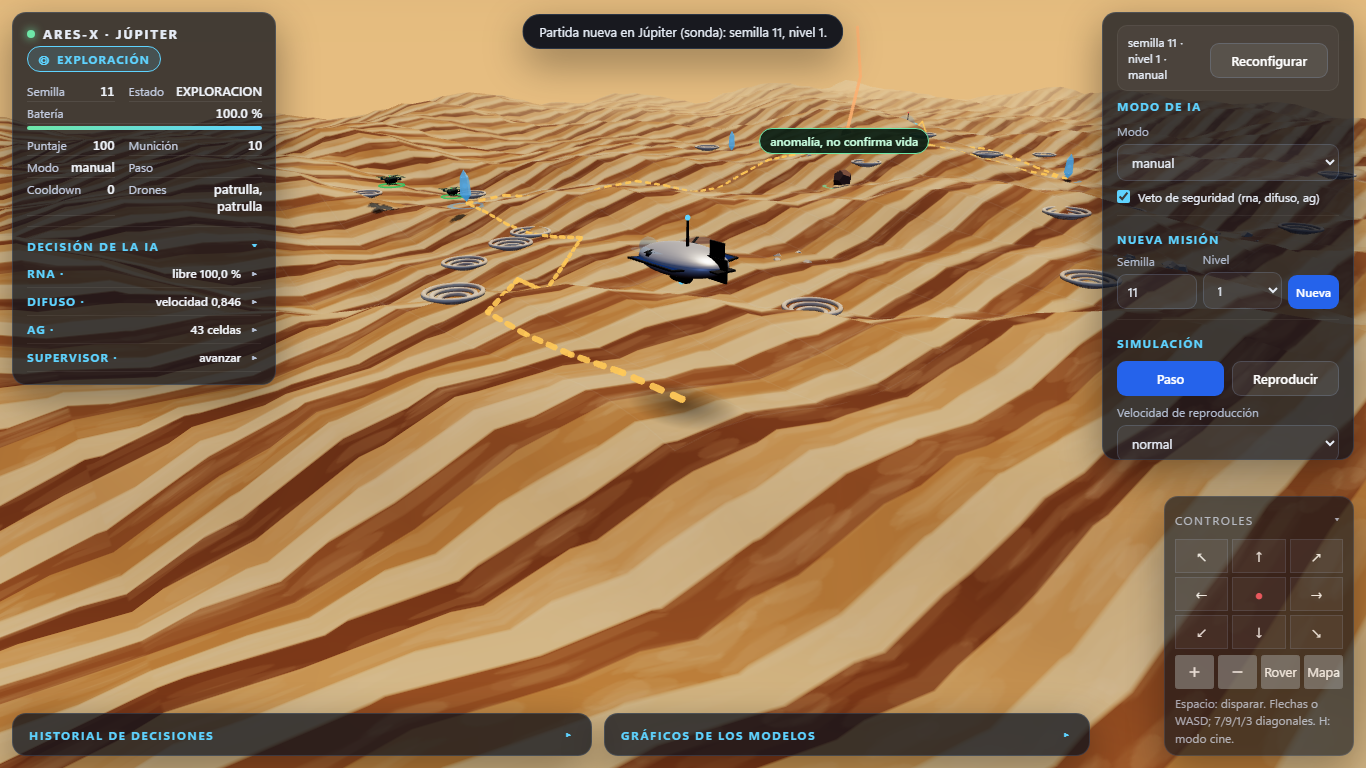 ARES-X · JÚPITER
EXPLORACIÓN
Semilla 11 Estado EXPLORACION
Batería 100.0 %
Puntaje 100 Munición 10
Modo manual Paso -
Cooldown 0 Drones patrulla,
patrulla
DECISIÓN DE LA IA
RNA · libre 100,0 %
DIFUSO · velocidad 0,846
AG · 43 celdas
SUPERVISOR · avanzar
Partida nueva en Júpiter (sonda): semilla 11, nivel 1.
anomalía, no confirma vida
semilla 11 ·
nivel 1 ·
manual
Reconfigurar
MODO DE IA
Modo
manual
Veto de seguridad (rna, difuso, ag)
NUEVA MISIÓN
Semilla Nivel
11 1 Nueva
SIMULACIÓN
Paso Reproducir
Velocidad de reproducción
normal
CONTROLES
↖ ↑ ↗
← ● →
↙ ↓ ↘
+ − Rover Mapa
Espacio: disparar. Flechas o
WASD; 7/9/1/3 diagonales. H:
modo cine.
HISTORIAL DE DECISIONES
GRÁFICOS DE LOS MODELOS